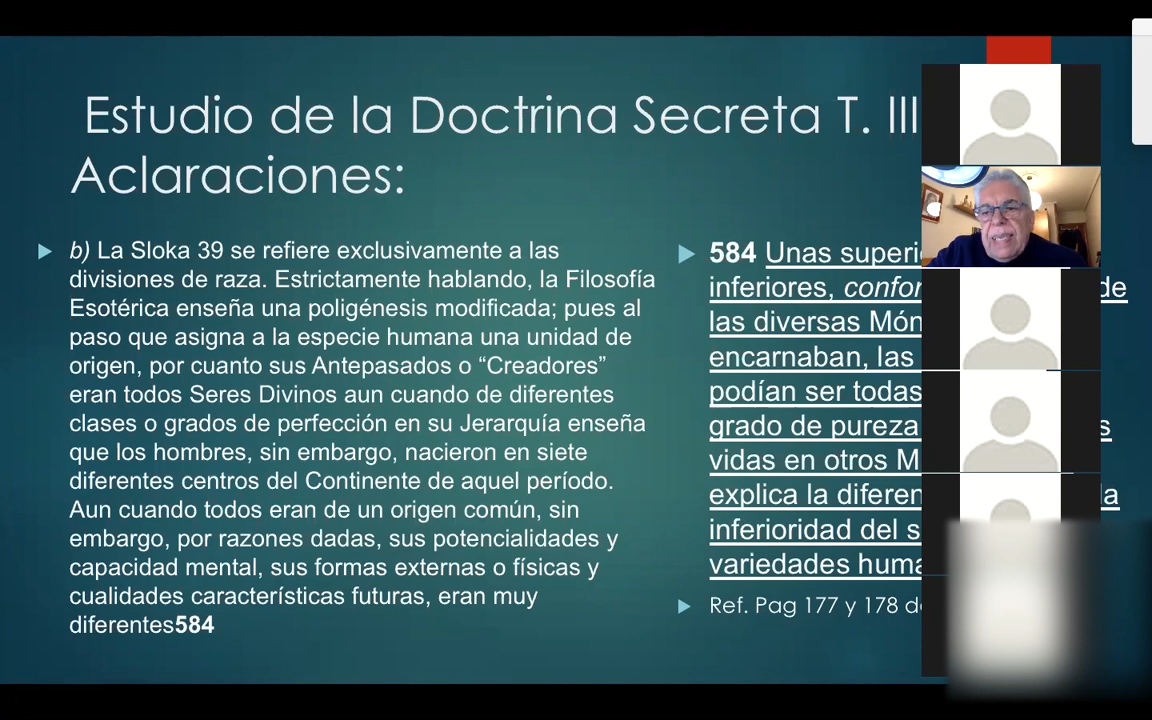 Estudio de la Doctrina Secreta T. III
Aclaraciones:
b) La Sloka 39 se refiere exclusivamente a las
divisiones de raza. Estrictamente hablando, la Filosofía
Esotérica enseña una poligénesis modificada; pues al
paso que asigna a la especie humana una unidad de
origen, por cuanto sus Antepasados o “Creadores”
eran todos Seres Divinos aun cuando de diferentes
clases o grados de perfección en su Jerarquía enseña
que los hombres, sin embargo, nacieron en siete
diferentes centros del Continente de aquel período.
Aun cuando todos eran de un origen común, sin
embargo, por razones dadas, sus potencialidades y
capacidad mental, sus formas externas o físicas y
cualidades características futuras, eran muy
diferentes584
584 Unas
inferiores, de
las diversas
encarnaban, las
podían ser todas
grado de pureza
vidas en otros
explica la
inferioridad del
variedades
Ref. Pag 177 y 178